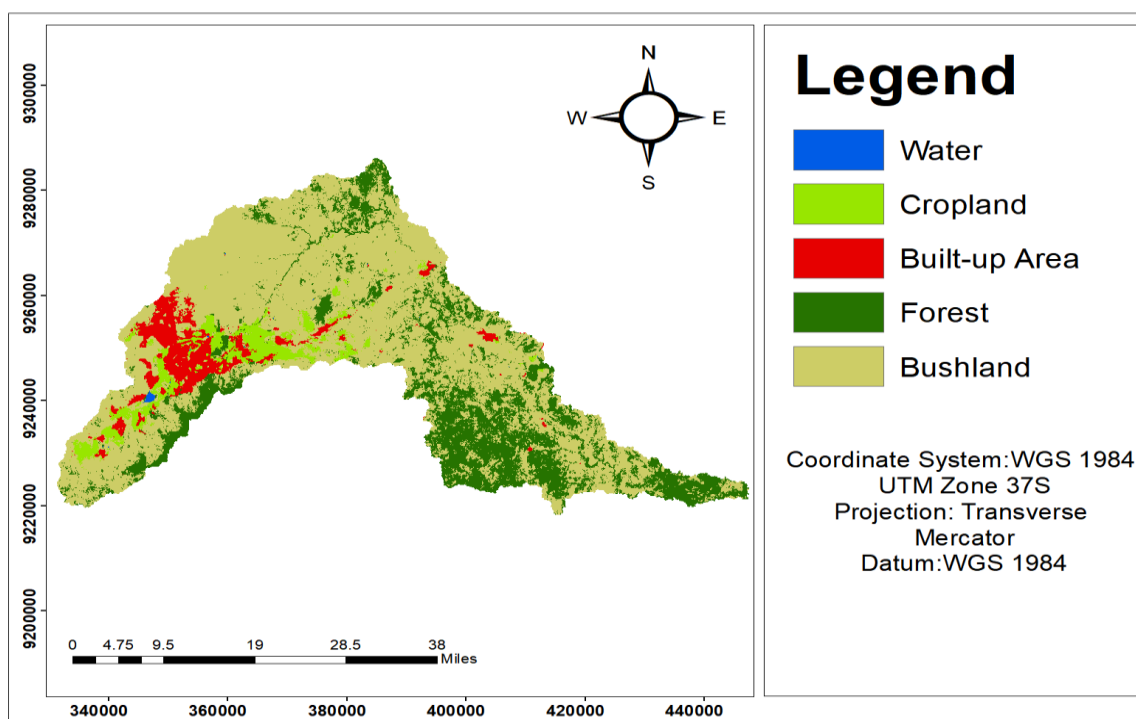 N
W E
S
9300000
9280000
9260000
9240000
9220000
9200000
0 4.75 9.5 19 28.5 38
Miles
340000 360000 380000 400000 420000 440000
Legend
Water
Cropland
Built-up Area
Forest
Bushland
Coordinate System:WGS 1984
UTM Zone 37S
Projection: Transverse
Mercator
Datum:WGS 1984